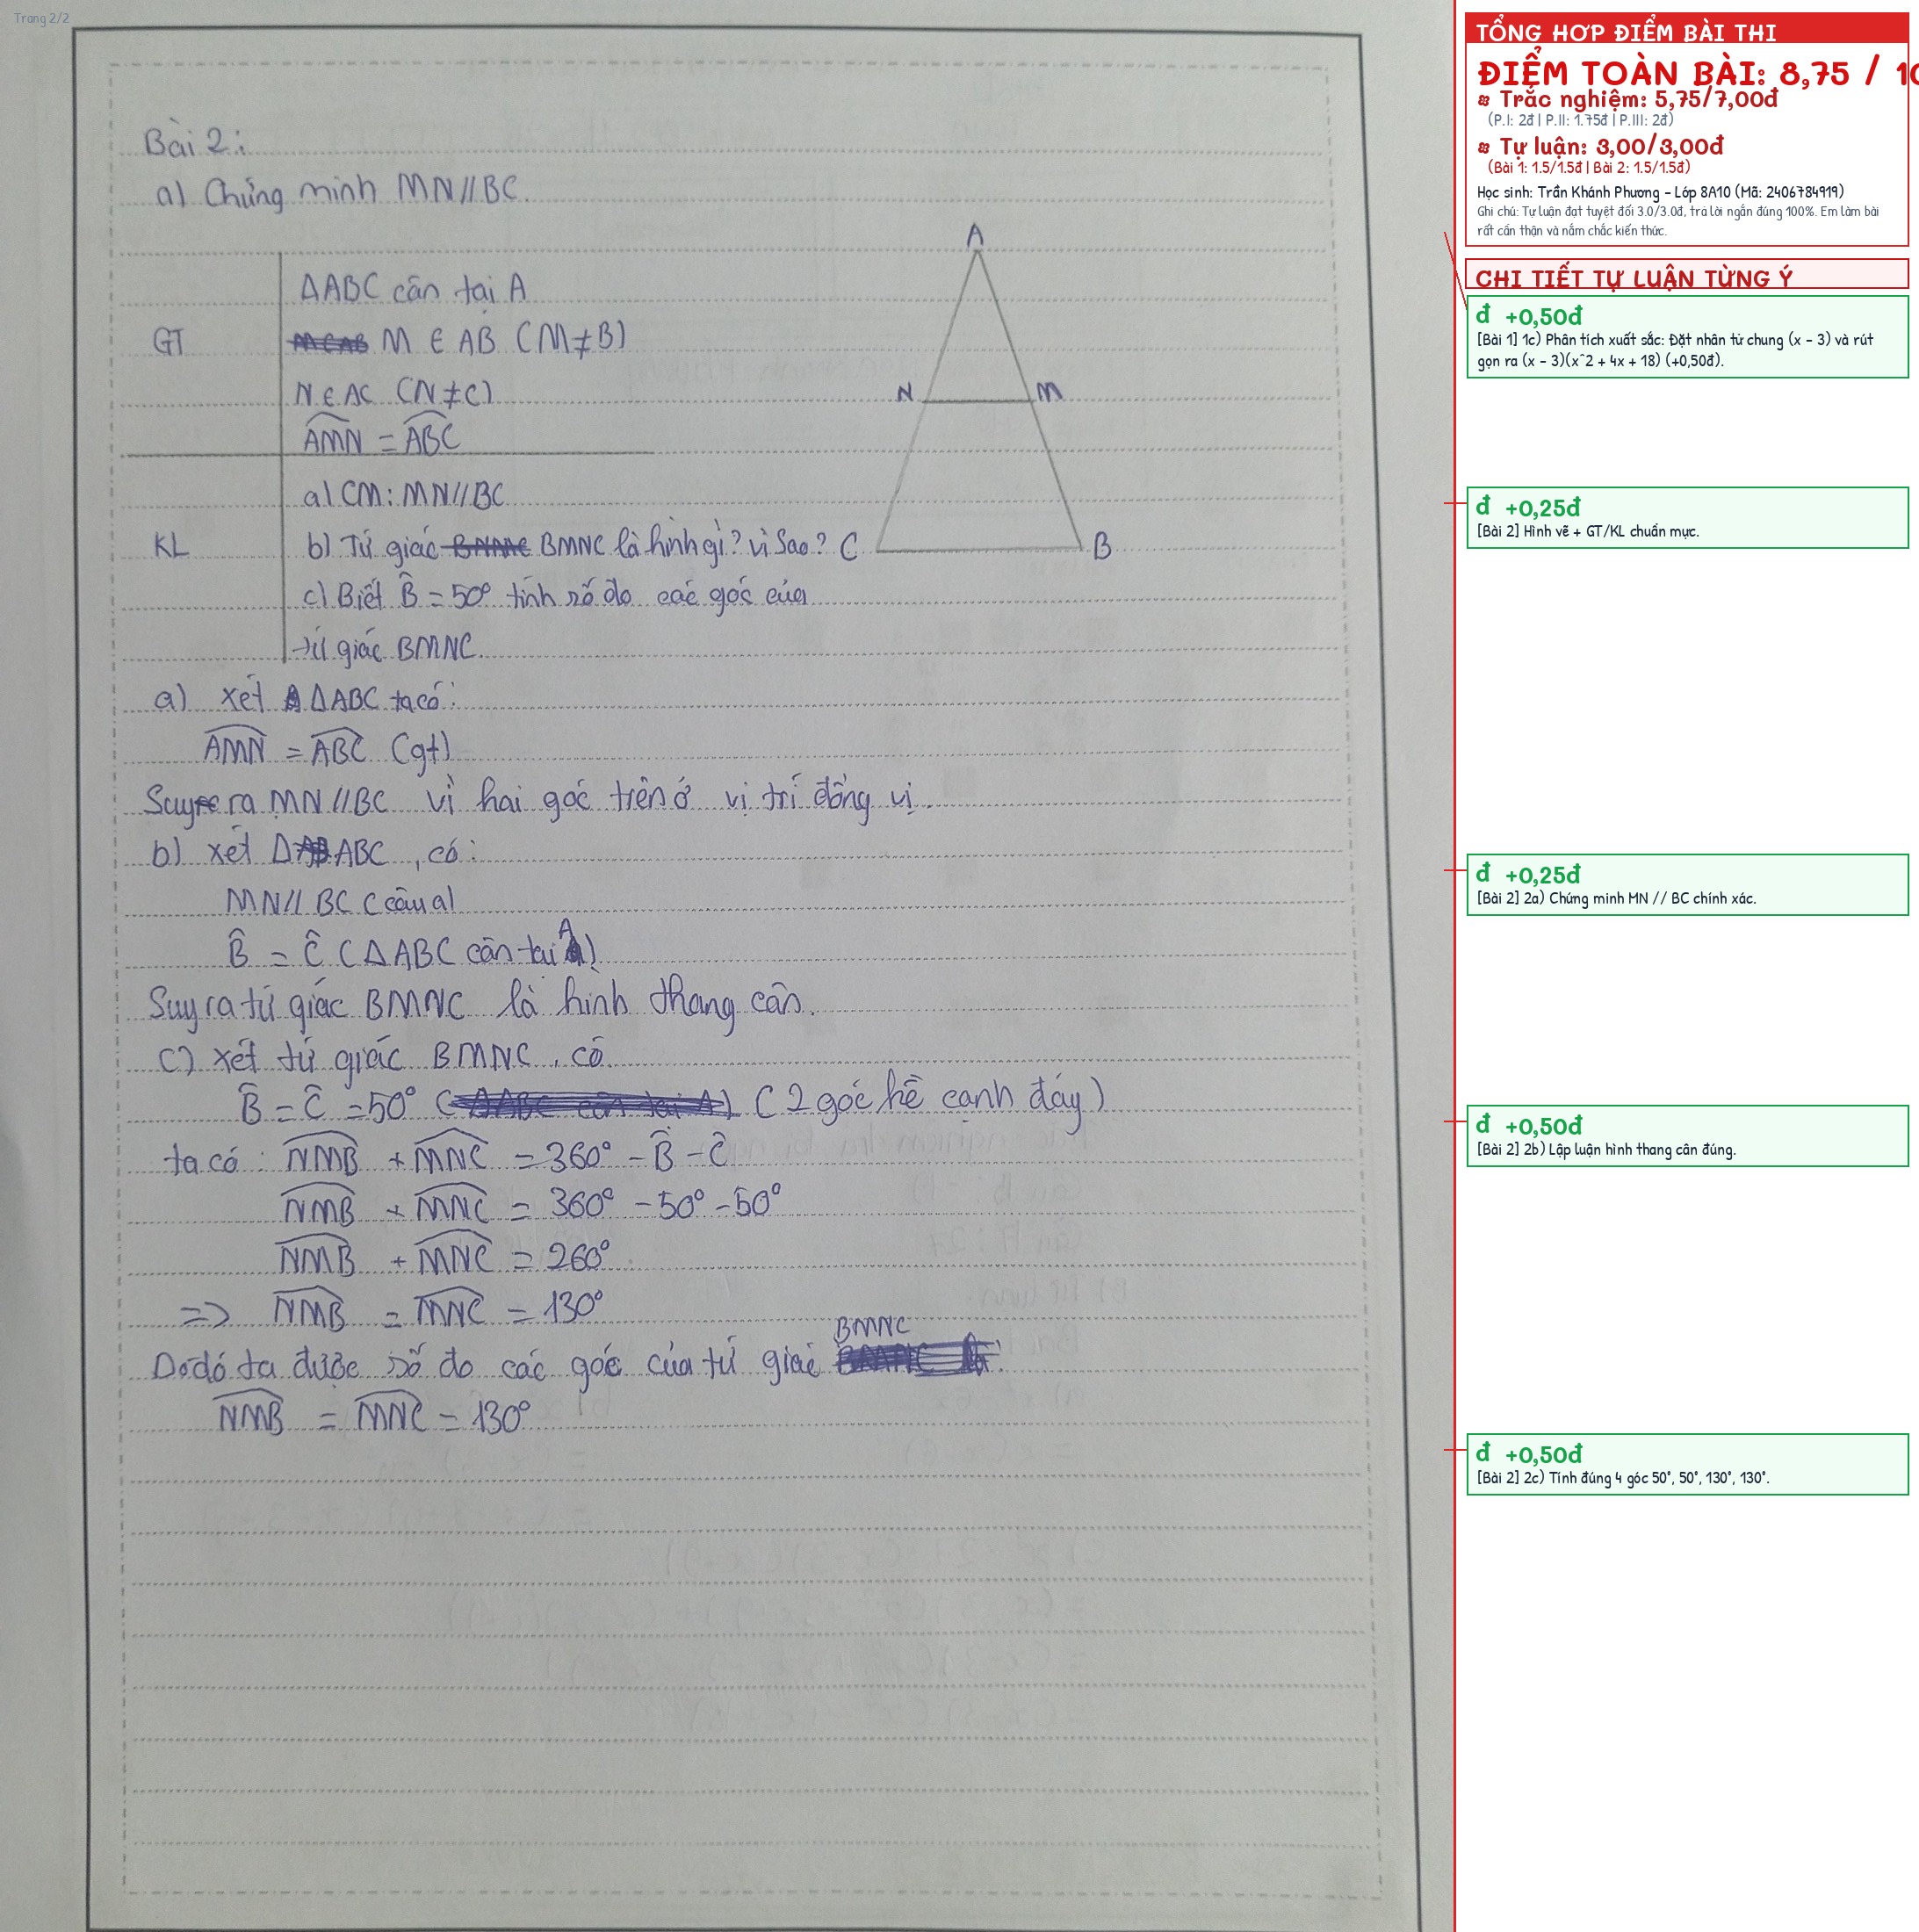 Trang 2/2
Bài 2:
a) Chứng minh MN//BC.
GT
ΔABC cân tại A
M ∈ AB (M≠B)
N ∈ AC (N≠C)
AMN = ABC
KL
a) CM: MN//BC
b) Tứ giác BMNC là hình gì? vì Sao?
c) Biết B̂ = 50° tính số đo các góc của
tứ giác BMNC.
A
N M
C B
a) xét ΔABC ta có:
AMN = ABC (gt)
Suy ra MN//BC vì hai góc trên ở vị trí đồng vị.
b) xét ΔABC, có:
MN//BC (câu a)
B̂ = Ĉ (ΔABC cân tại A)
Suy ra tứ giác BMNC là hình thang cân.
c) xét tứ giác BMNC, có
B̂ = Ĉ = 50° (2 góc kề cạnh đáy)
ta có: NMB + MNC = 360° - B̂ - Ĉ
NMB + MNC = 360° - 50° - 50°
NMB + MNC = 260°
=> NMB = MNC = 130°
Do đó ta được số đo các góc của tứ giác BMNC
NMB = MNC = 130°
TỔNG HỢP ĐIỂM BÀI THI
ĐIỂM TOÀN BÀI: 8,75 / 10
Trắc nghiệm: 5,75/7,00đ
(P.I: 2đ | P.II: 1.75đ | P.III: 2đ)
Tự luận: 3,00/3,00đ
(Bài 1: 1.5/1.5đ | Bài 2: 1.5/1.5đ)
Học sinh: Trần Khánh Phương - Lớp 8A10 (Mã: 2406784919)
Ghi chú: Tự luận đạt tuyệt đối 3.0/3.0đ, trả lời ngắn đúng 100%. Em làm bài
rất cẩn thận và nắm chắc kiến thức.
CHI TIẾT TỰ LUẬN TỪNG Ý
đ +0,50đ
[Bài 1] 1c) Phân tích xuất sắc: Đặt nhân tử chung (x - 3) và rút
gọn ra (x - 3)(x^2 + 4x + 18) (+0,50đ).
đ +0,25đ
[Bài 2] Hình vẽ + GT/KL chuẩn mực.
đ +0,25đ
[Bài 2] 2a) Chứng minh MN // BC chính xác.
đ +0,50đ
[Bài 2] 2b) Lập luận hình thang cân đúng.
đ +0,50đ
[Bài 2] 2c) Tính đúng 4 góc 50°, 50°, 130°, 130°.